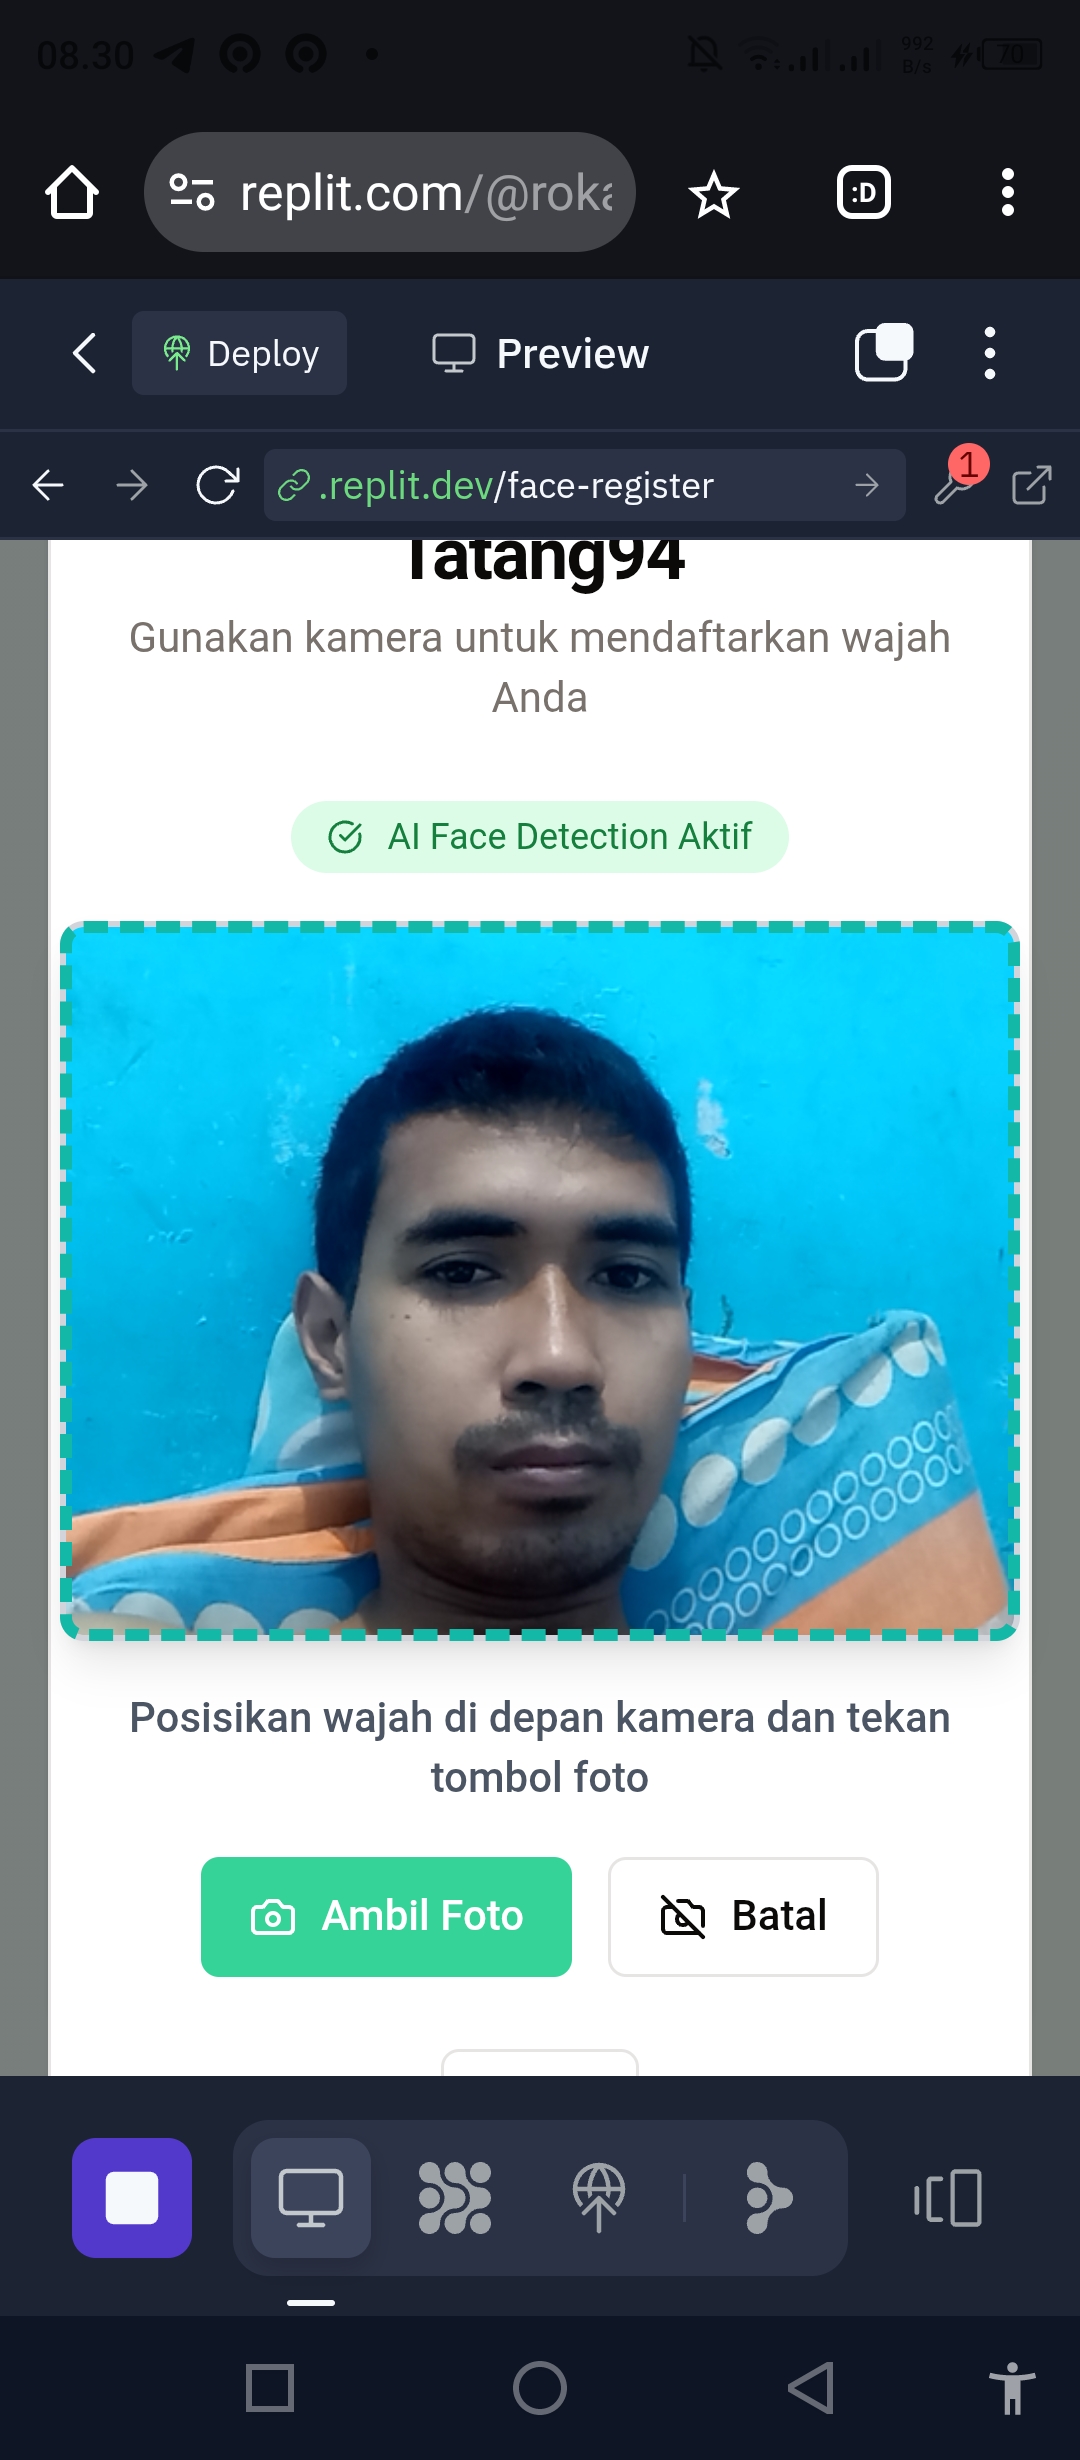 08.30
992
B/s
70
replit.com/@roka
:D
Deploy
Preview
.replit.dev/face-register
1
Tatang94
Gunakan kamera untuk mendaftarkan wajah
Anda
AI Face Detection Aktif
Posisikan wajah di depan kamera dan tekan
tombol foto
Ambil Foto
Batal